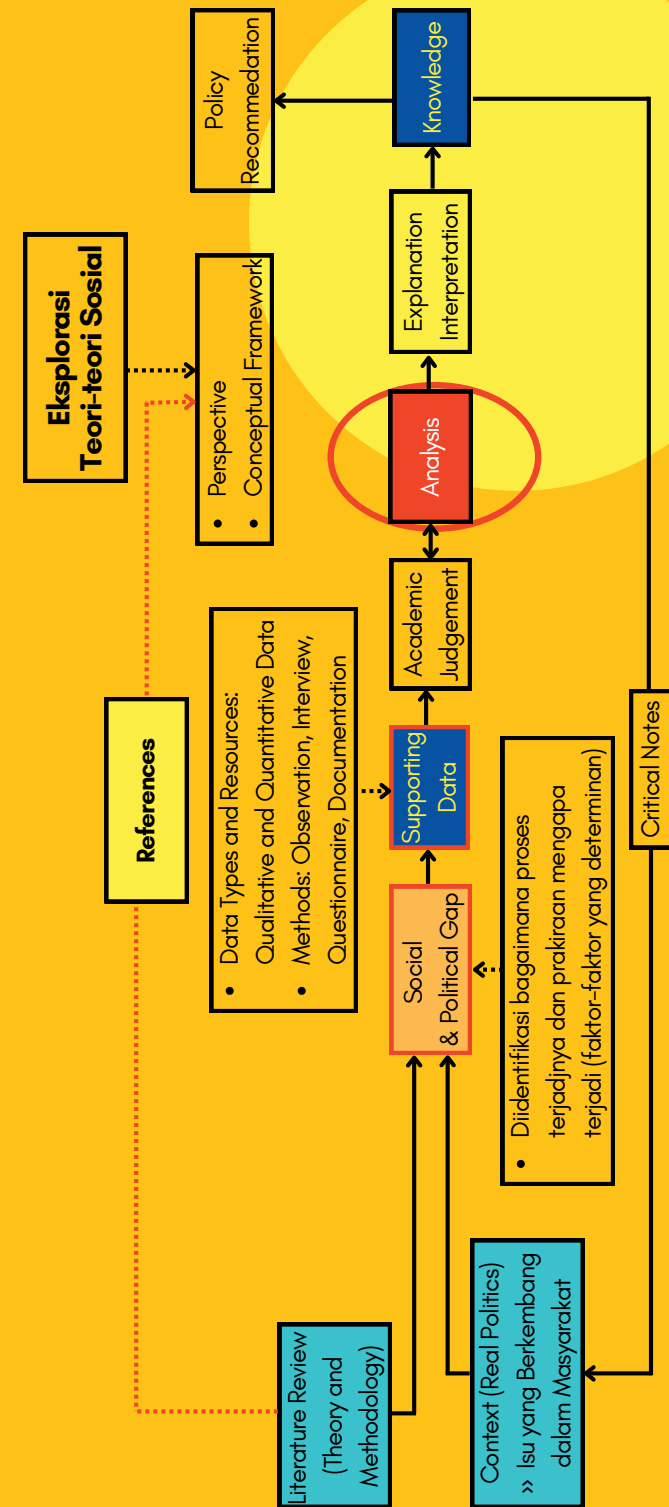 Eksplorasi
Teori-teori Sosial
References
Policy
Recommedation
• Perspective
• Conceptual Framework
• Data Types and Resources:
Qualitative and Quantitative Data
• Methods: Observation, Interview,
Questionnaire, Documentation
Literature Review
(Theory and
Methodology)
Social
& Political Gap
Supporting
Data
Academic
Judgement
Analysis
Explanation
Interpretation
Knowledge
Context (Real Politics)
>> Isu yang Berkembang
dalam Masyarakat
• Diidentifikasi bagaimana proses
terjadjnya dan prakiraan mengapa
terjadi (faktor-faktor yang determinan)
Critical Notes